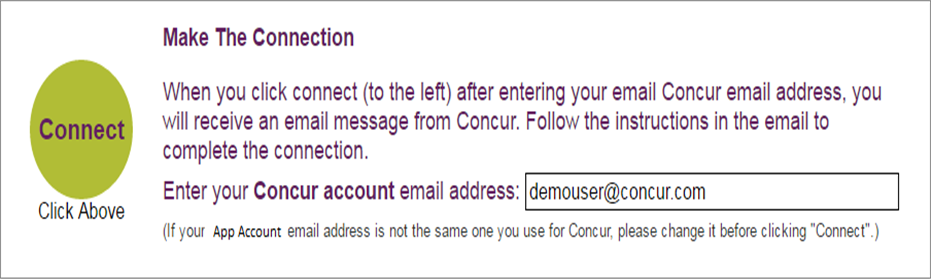 Make The Connection
Connect
Click Above
When you click connect (to the left) after entering your email Concur email address, you
will receive an email message from Concur. Follow the instructions in the email to
complete the connection.
Enter your Concur account email address: demouser@concur.com
(If your App Account email address is not the same one you use for Concur, please change it before clicking "Connect".)